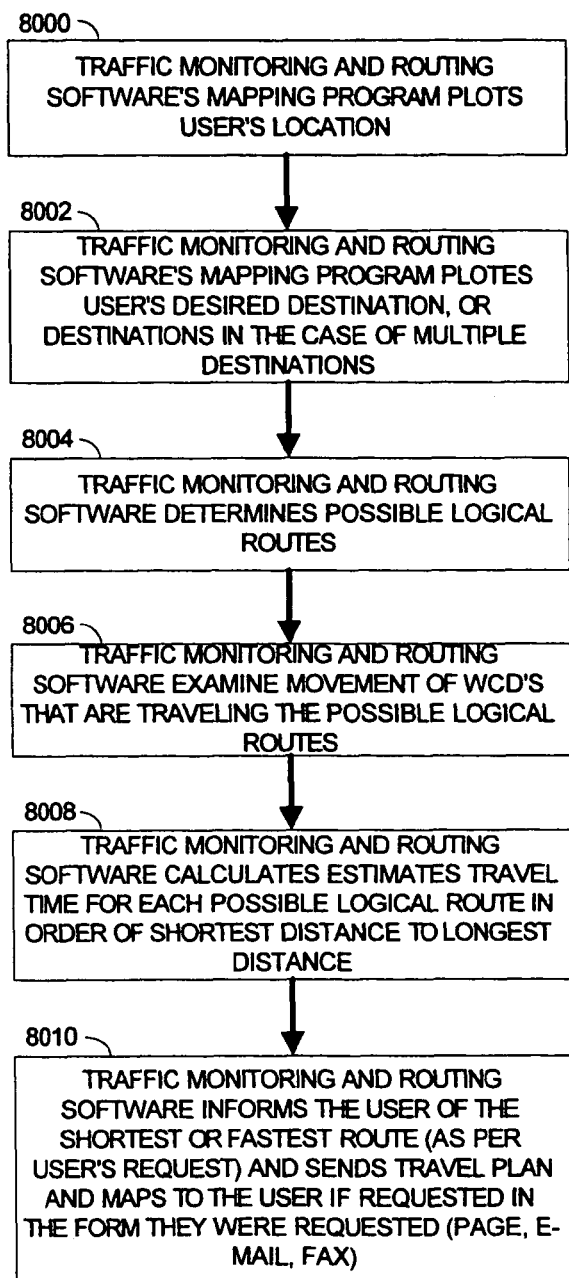 8000
TRAFFIC MONITORING AND ROUTING
SOFTWARE'S MAPPING PROGRAM PLOTS
USER'S LOCATION
8002
TRAFFIC MONITORING AND ROUTING
SOFTWARE'S MAPPING PROGRAM PLOTES
USER'S DESIRED DESTINATION, OR
DESTINATIONS IN THE CASE OF MULTIPLE
DESTINATIONS
8004
TRAFFIC MONITORING AND ROUTING
SOFTWARE DETERMINES POSSIBLE LOGICAL
ROUTES
8006
TRAFFIC MONITORING AND ROUTING
SOFTWARE EXAMINE MOVEMENT OF WCD'S
THAT ARE TRAVELING THE POSSIBLE LOGICAL
ROUTES
8008
TRAFFIC MONITORING AND ROUTING
SOFTWARE CALCULATES ESTIMATES TRAVEL
TIME FOR EACH POSSIBLE LOGICAL ROUTE IN
ORDER OF SHORTEST DISTANCE TO LONGEST
DISTANCE
8010
TRAFFIC MONITORING AND ROUTING
SOFTWARE INFORMS THE USER OF THE
SHORTEST OR FASTEST ROUTE (AS PER
USER'S REQUEST) AND SENDS TRAVEL PLAN
AND MAPS TO THE USER IF REQUESTED IN
THE FORM THEY WERE REQUESTED (PAGE, E-
MAIL, FAX)